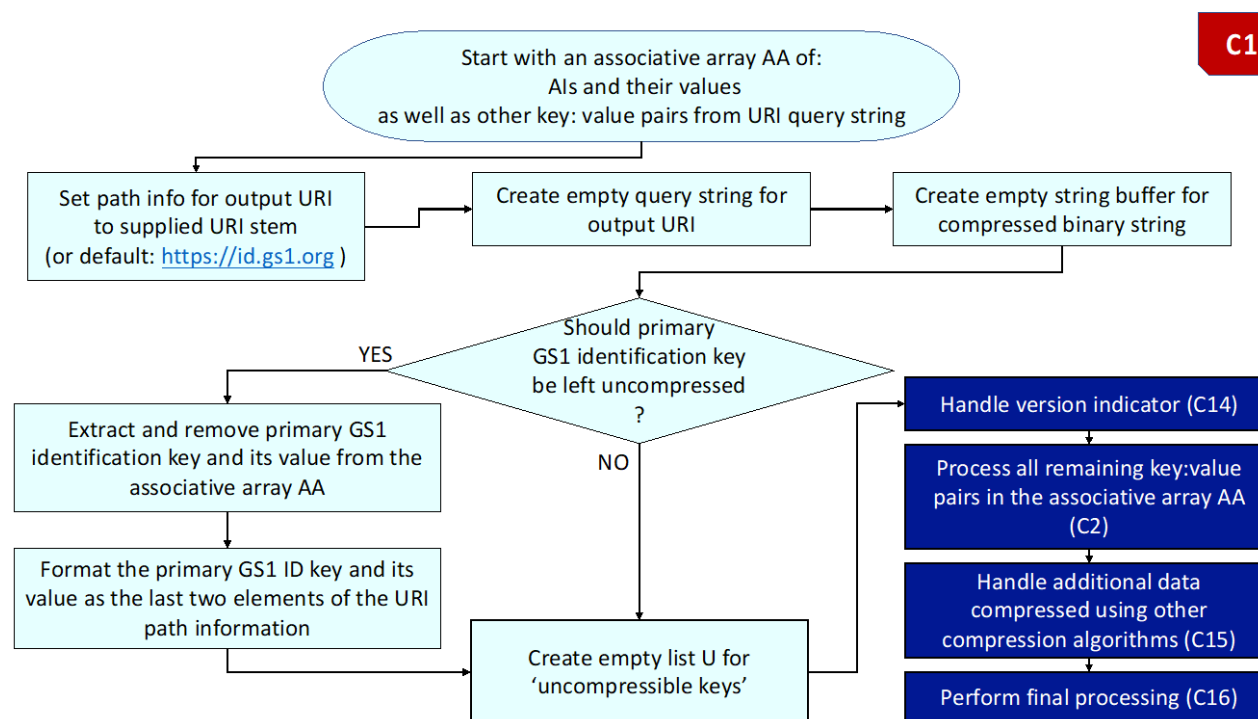 C1
Start with an associative array AA of:
AIs and their values
as well as other key: value pairs from URI query string
Set path info for output URI
to supplied URI stem
(or default: https://id.gs1.org )
Create empty query string for
output URI
Create empty string buffer for
compressed binary string
Should primary
GS1 identification key
be left uncompressed
?
YES
NO
Extract and remove primary GS1
identification key and its value from the
associative array AA
Format the primary GS1 ID key and its
value as the last two elements of the URI
path information
Create empty list U for
‘uncompressible keys’
Handle version indicator (C14)
Process all remaining key:value
pairs in the associative array AA
(C2)
Handle additional data
compressed using other
compression algorithms (C15)
Perform final processing (C16)